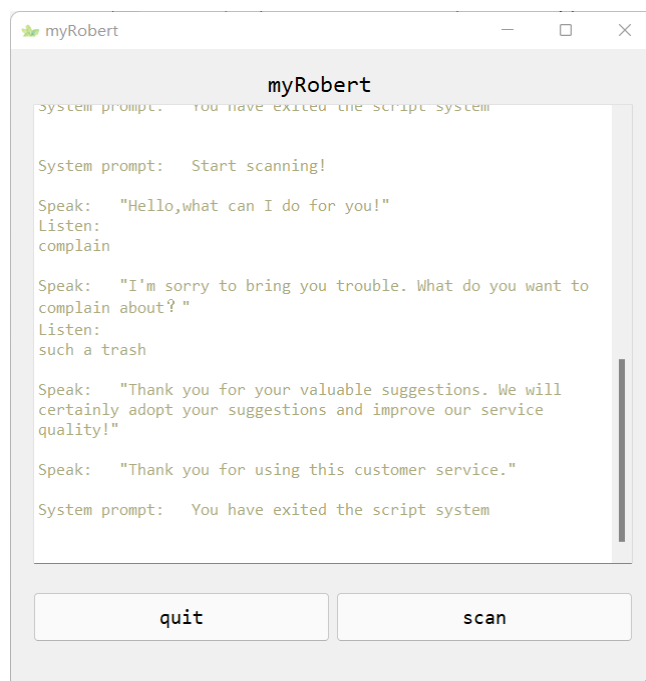 myRobert
myRobert
System prompt:   You have exited the script system
System prompt:   Start scanning!
Speak:   "Hello,what can I do for you!"
Listen:
complain
Speak:   "I'm sorry to bring you trouble. What do you want to
complain about？"
Listen:
such a trash
Speak:   "Thank you for your valuable suggestions. We will
certainly adopt your suggestions and improve our service
quality!"
Speak:   "Thank you for using this customer service."
System prompt:   You have exited the script system
quit scan